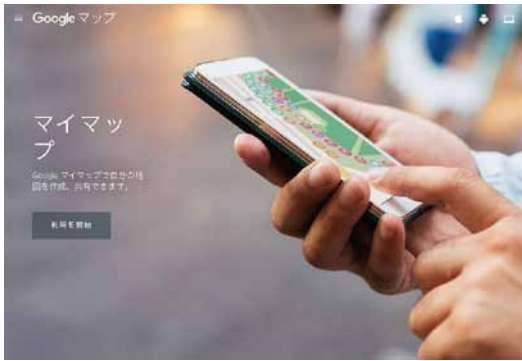 Google マップ
マイマッ
プ
Google マイマップで自分の地
図を作成、共有できます。
利用を開始